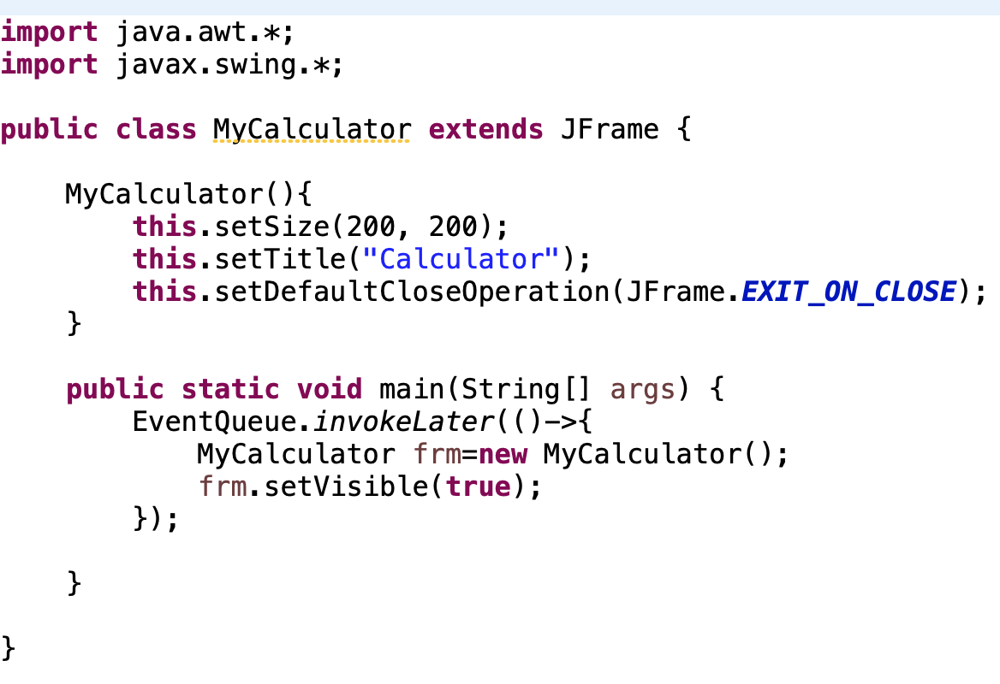 import java.awt.*;
import javax.swing.*;
public class MyCalculator extends JFrame {
MyCalculator(){
this.setSize(200, 200);
this.setTitle("Calculator");
this.setDefaultCloseOperation(JFrame.EXIT_ON_CLOSE);
}
public static void main(String[] args) {
EventQueue.invokeLater(()->{
MyCalculator frm=new MyCalculator();
frm.setVisible(true);
});
}
}